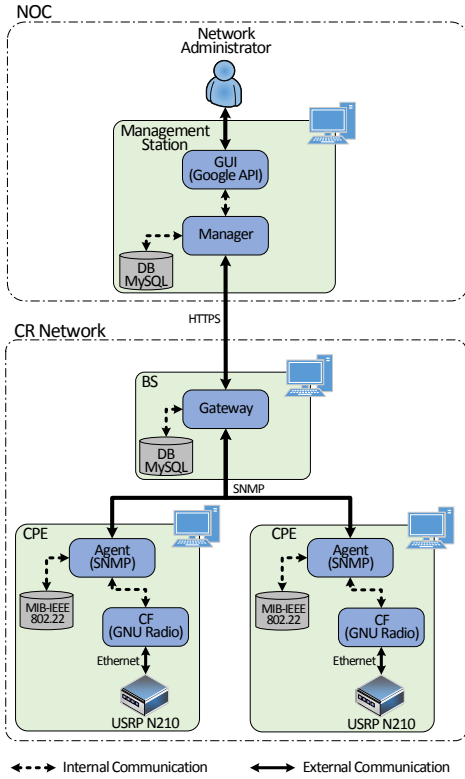 NOC
Network
Administrator
Management
Station
GUI
(Google API)
Manager
DB
MySQL
HTTPS
CR Network
BS
Gateway
DB
MySQL
SNMP
CPE
Agent
(SNMP)
MIB-IEEE
802.22
CF
(GNU Radio)
Ethernet
USRP N210
CPE
Agent
(SNMP)
MIB-IEEE
802.22
CF
(GNU Radio)
Ethernet
USRP N210
Internal Communication
External Communication